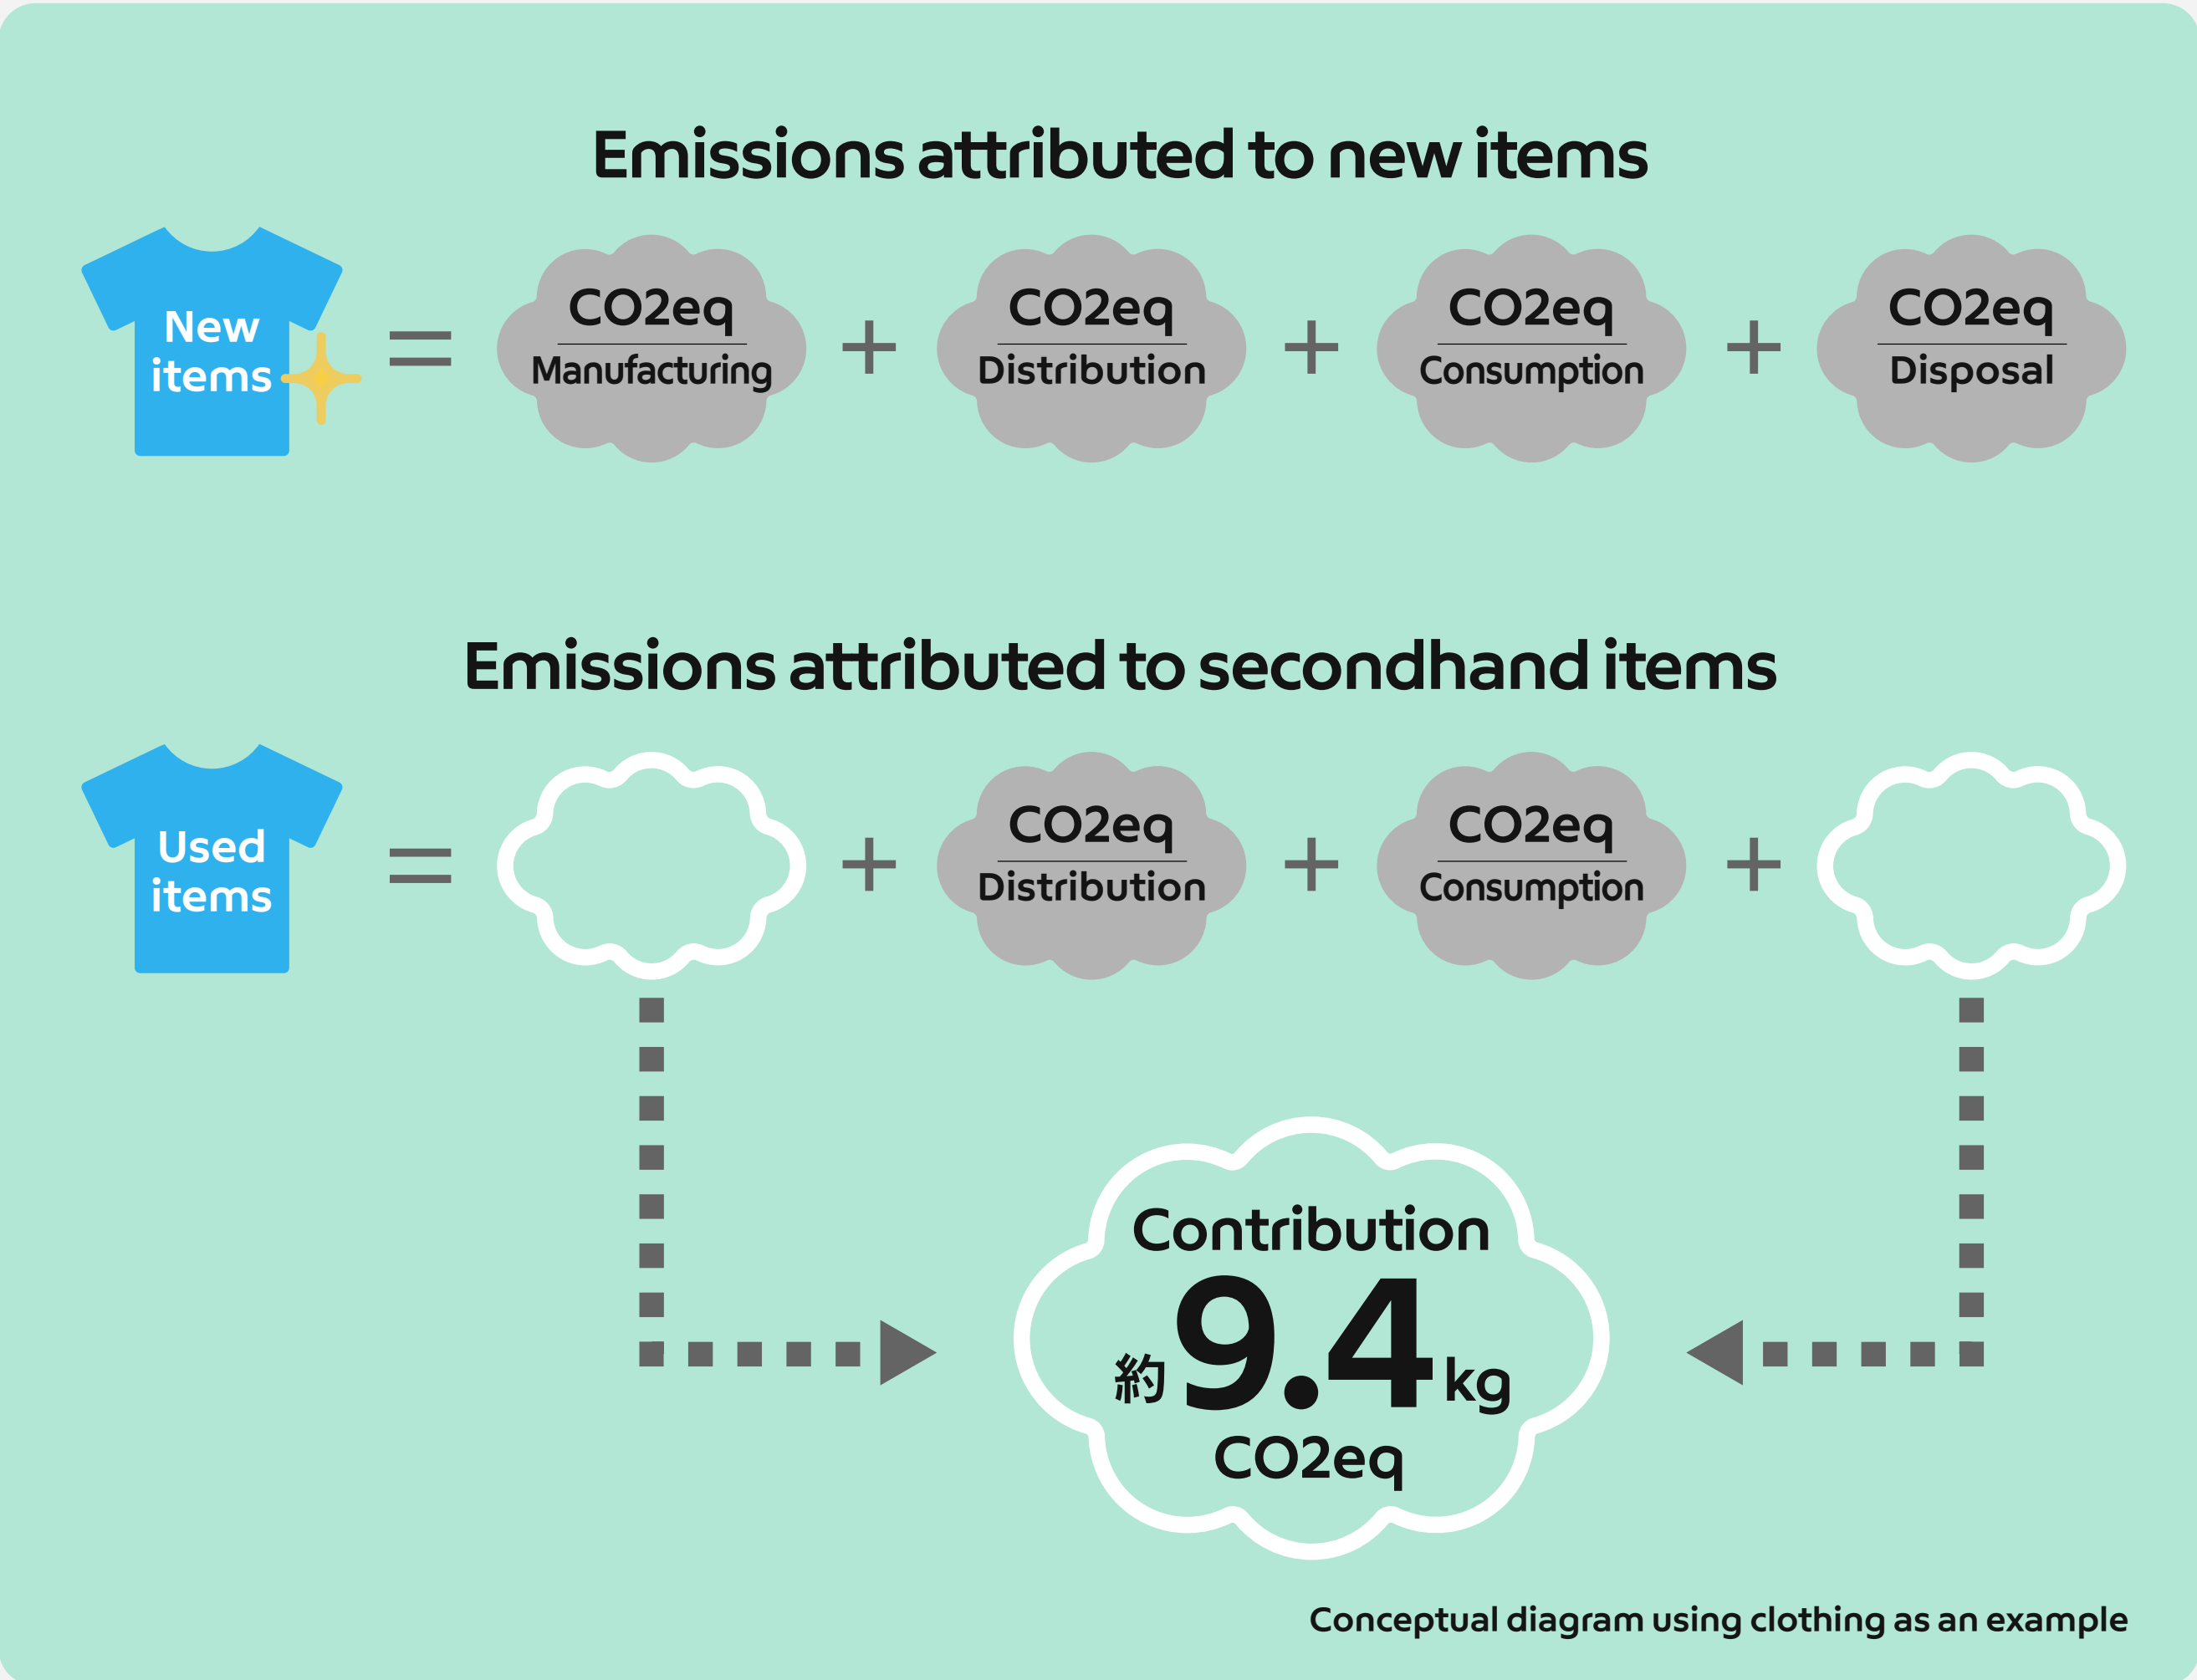 Emissions attributed to new items
New
items
=
CO2eq
Manufacturing
+
CO2eq
Distribution
+
CO2eq
Consumption
+
CO2eq
Disposal
Emissions attributed to secondhand items
Used
items
=
+
CO2eq
Distribution
+
CO2eq
Consumption
+
Contribution
約9.4kg
CO2eq
Conceptual diagram using clothing as an example